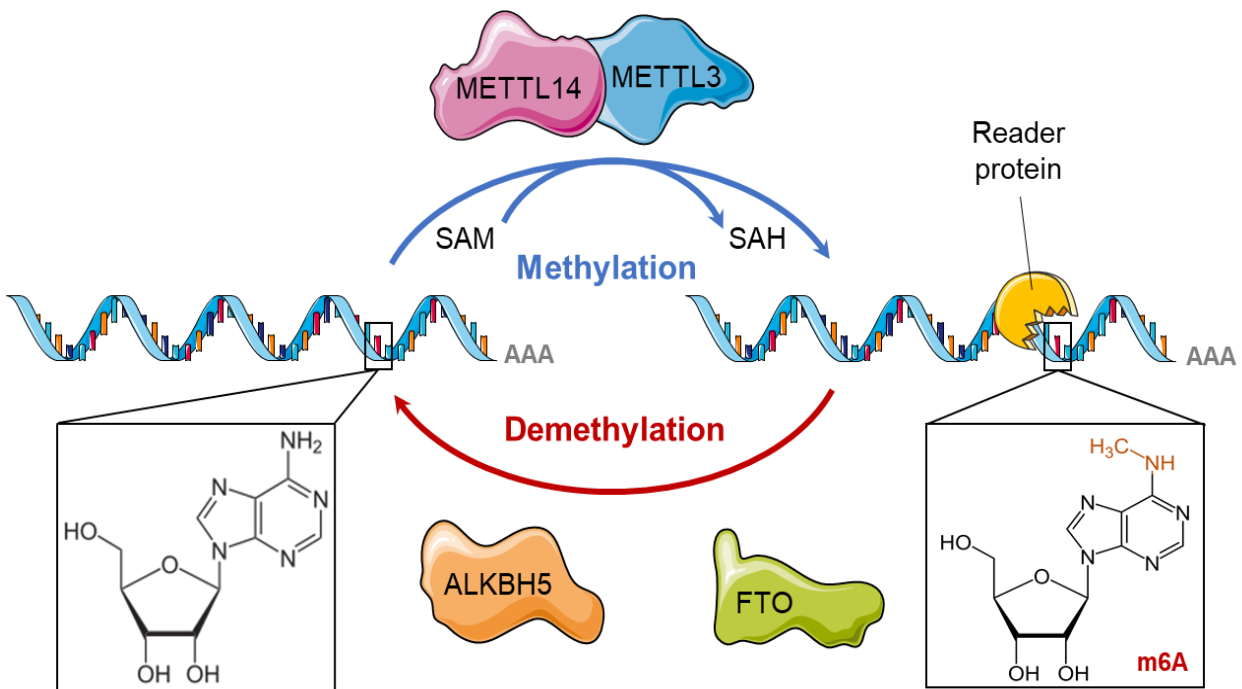 METTL14
METTL3
Reader
protein
SAM
SAH
Methylation
AAA
AAA
Demethylation
NH₂
N
N
N
N
HO
O
OH
OH
ALKBH5
FTO
H₃C
NH
N
N
N
N
HO
O
OH
OH
m6A